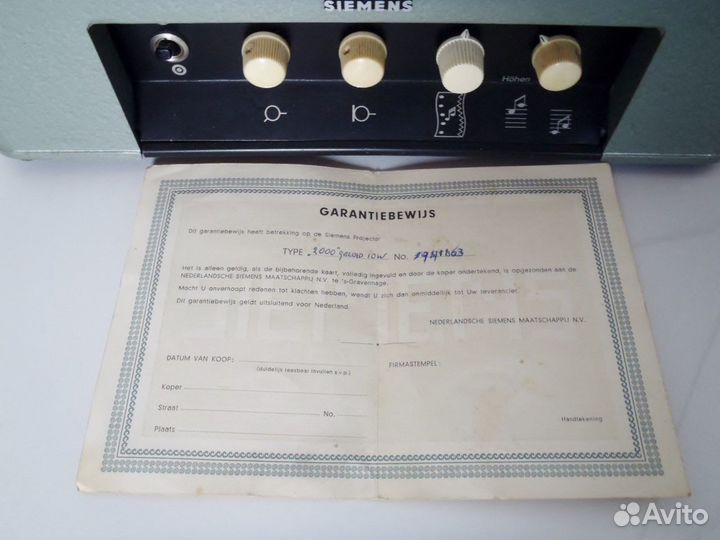 SIEMENS
Höhen
GARANTIEBEWIJS
Dit garantiebewijs heeft betrekking op de Siemens Projector
TYPE „2000" geluid 10W No.
Het is alleen geldig, als de bijbehorende kaart, volledig ingevuld en door de koper ondertekend, is opgezonden aan de
NEDERLANDSCHE SIEMENS MAATSCHAPPIJ N.V. te 's-Gravenhage.
Mocht U onverhoopt redenen tot klachten hebben, wendt U zich dan onmiddellijk tot Uw leverancier.
Dit garantiebewijs geldt uitsluitend voor Nederland.
NEDERLANDSCHE SIEMENS MAATSCHAPPIJ N.V.
DATUM VAN KOOP:
(duidelijk leesbaar invullen s.v.p.)
FIRMASTEMPEL:
Koper
Straat No.
Plaats
Handtekening
Avito